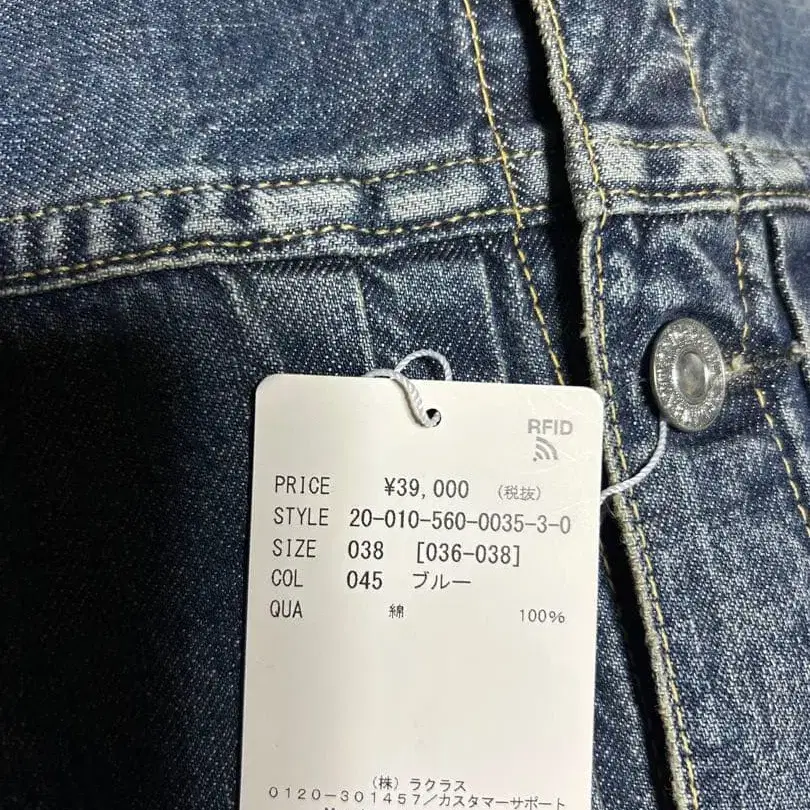 RFID
PRICE ¥39,000 (税抜)
STYLE 20-010-560-0035-3-0
SIZE 038 [036-038]
COL 045 ブルー
QUA 綿 100%
(株) ラクラス
0120-301457/カスタマーサポート